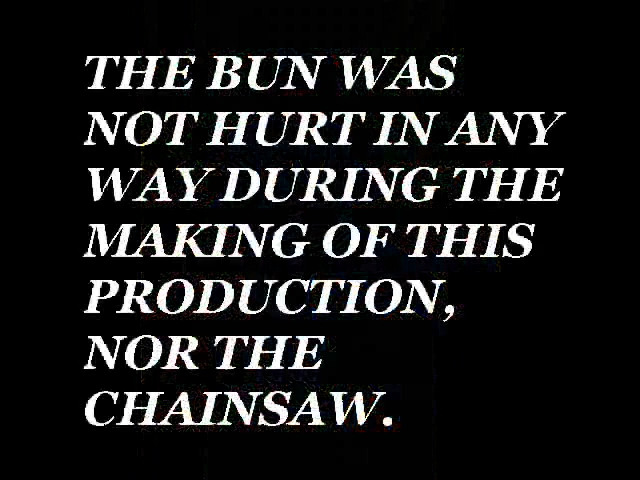 THE BUN WAS
NOT HURT IN ANY
WAY DURING THE
MAKING OF THIS
PRODUCTION,
NOR THE
CHAINSAW.